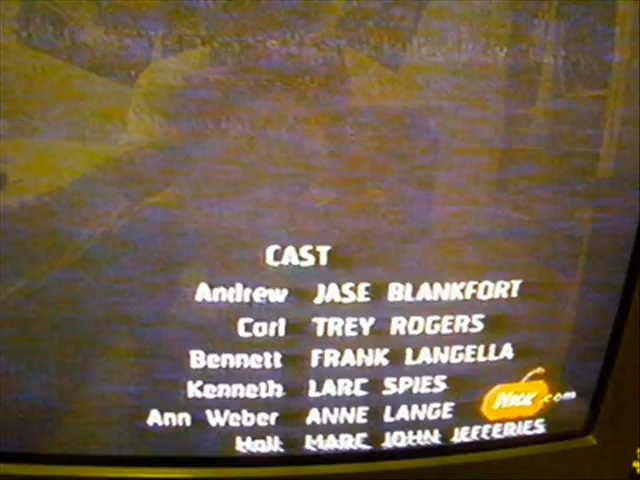 CAST
Andrew JASE BLANKFORT
Carl TREY ROGERS
Bennett FRANK LANGELLA
Kenneth LARC SPIES
Ann Weber ANNE LANGE
Nick.com
Holt MARC JOHN JEFFERIES